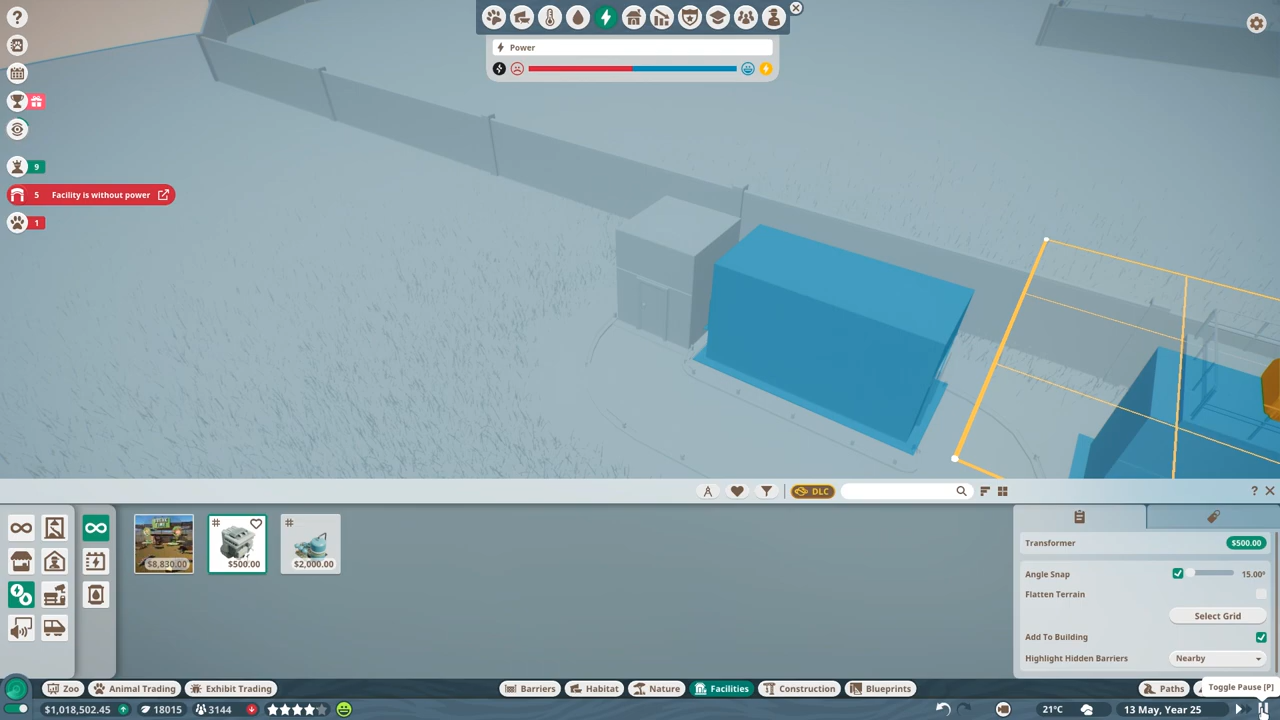 ?
Power
9
5 Facility is without power
1
DLC
?
$8,830.00
# $500.00
# $2,000.00
Transformer $500.00
Angle Snap 15.00°
Flatten Terrain
Select Grid
Add To Building
Highlight Hidden Barriers Nearby
Zoo
Animal Trading
Exhibit Trading
Barriers
Habitat
Nature
Facilities
Construction
Blueprints
Paths
Toggle Pause [P]
$1,018,502.45
18015
3144
21°C
13 May, Year 25